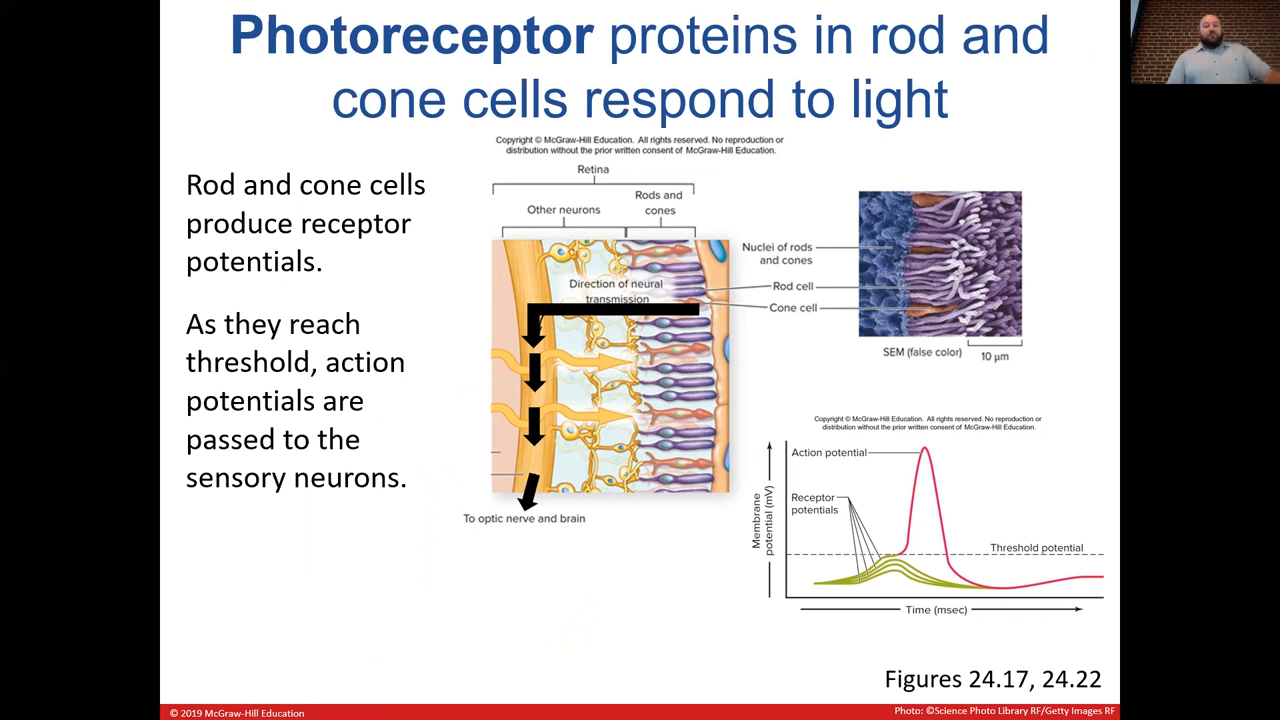 Photoreceptor proteins in rod and
cone cells respond to light
Copyright © McGraw-Hill Education. All rights reserved. No reproduction or
distribution without the prior written consent of McGraw-Hill Education.
Rod and cone cells
produce receptor
potentials.
As they reach
threshold, action
potentials are
passed to the
sensory neurons.
Retina
Rods and
cones
Other neurons
Direction of neural
transmission
To optic nerve and brain
Nuclei of rods
and cones
Rod cell
Cone cell
SEM (false color)
10 μm
Copyright © McGraw-Hill Education. All rights reserved. No reproduction or
distribution without the prior written consent of McGraw-Hill Education.
Action potential
Receptor
potentials
Membrane
potential (mV)
Threshold potential
Time (msec)
Figures 24.17, 24.22
© 2019 McGraw-Hill Education
Photo: ©Science Photo Library RF/Getty Images RF